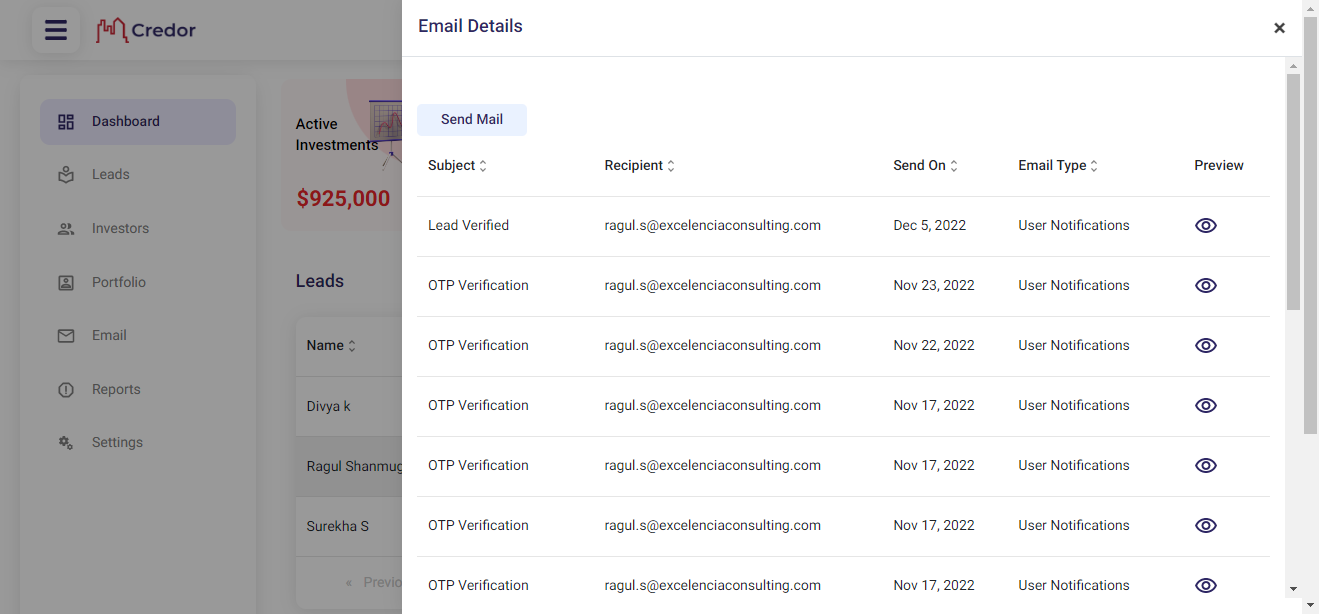 Credor
Dashboard
Leads
Investors
Portfolio
Email
Reports
Settings
Active
Investments
$925,000
Leads
Name
Divya k
Ragul Shanmug
Surekha S
« Previo
Email Details
×
Send Mail
Subject Recipient Send On Email Type Preview
Lead Verified ragul.s@excelenciaconsulting.com Dec 5, 2022 User Notifications
OTP Verification ragul.s@excelenciaconsulting.com Nov 23, 2022 User Notifications
OTP Verification ragul.s@excelenciaconsulting.com Nov 22, 2022 User Notifications
OTP Verification ragul.s@excelenciaconsulting.com Nov 17, 2022 User Notifications
OTP Verification ragul.s@excelenciaconsulting.com Nov 17, 2022 User Notifications
OTP Verification ragul.s@excelenciaconsulting.com Nov 17, 2022 User Notifications
OTP Verification ragul.s@excelenciaconsulting.com Nov 17, 2022 User Notifications